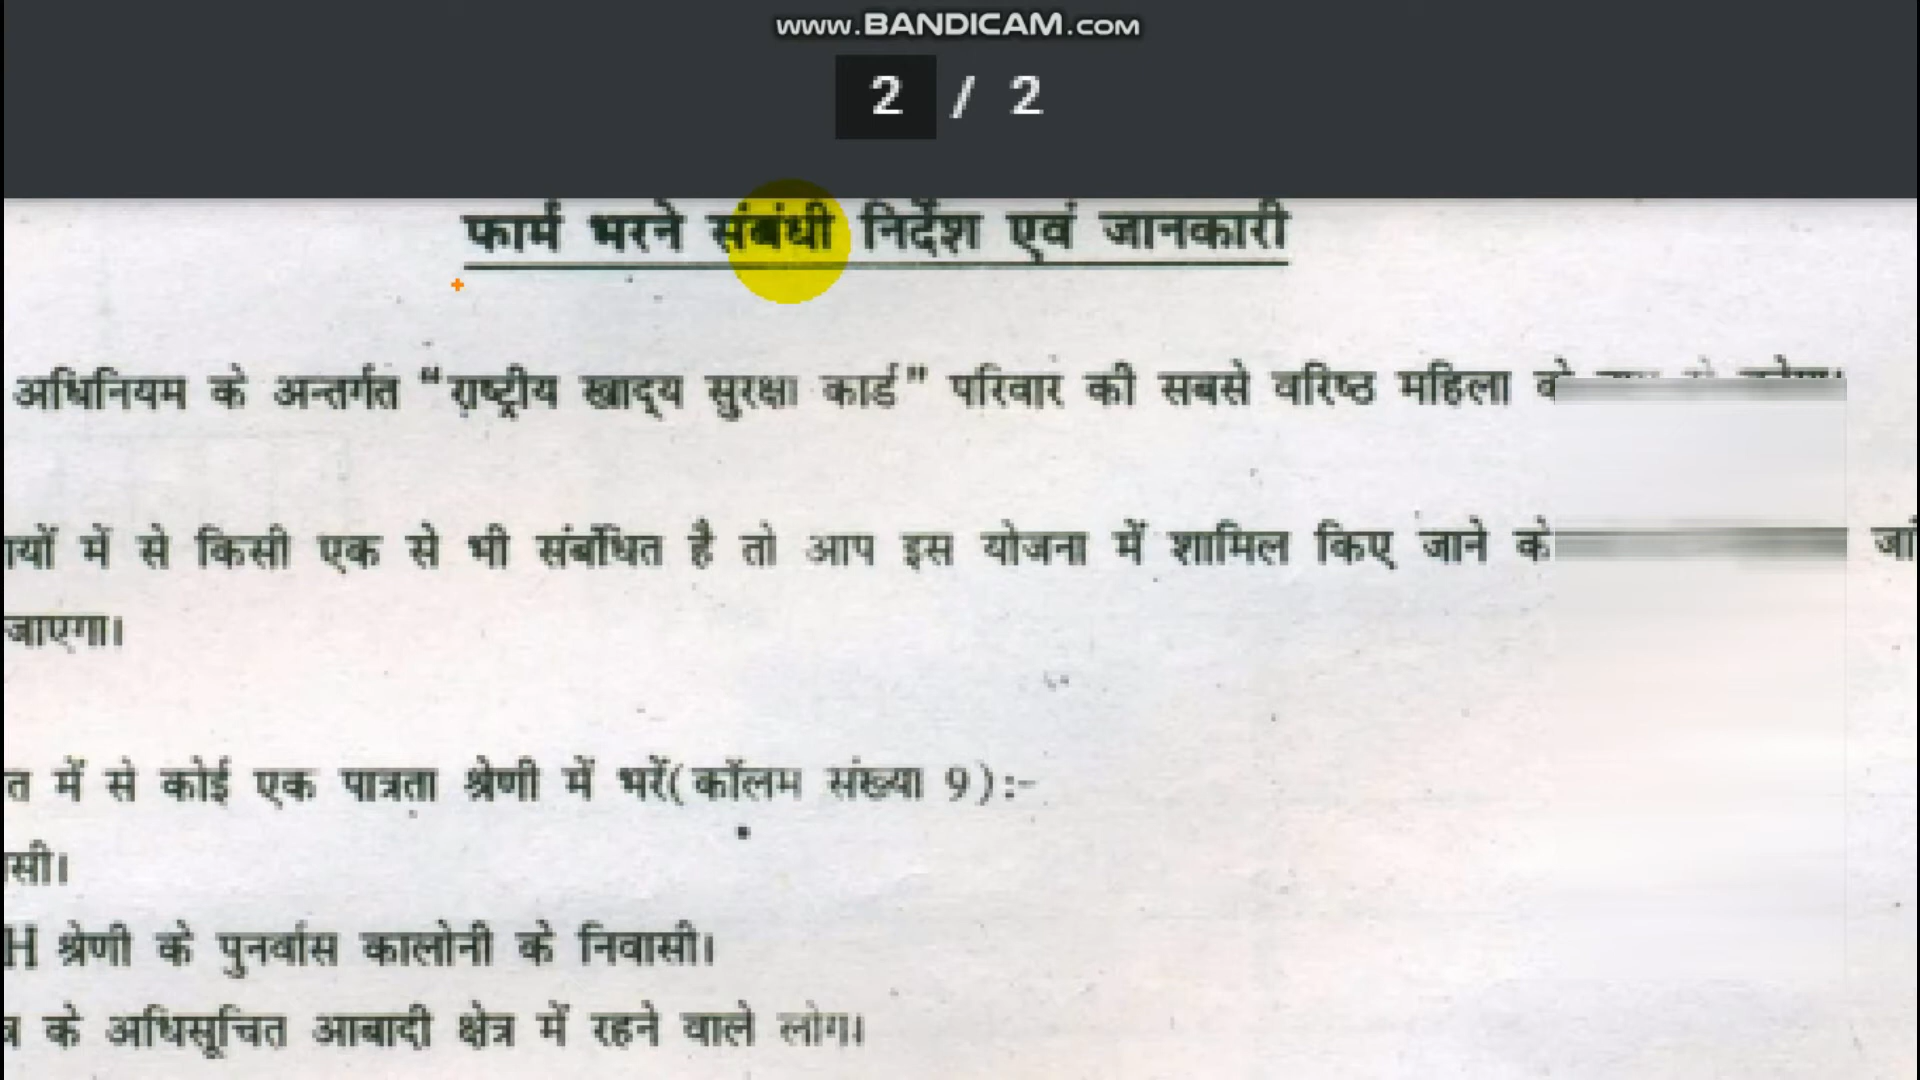 www.BANDICAM.COM
2 / 2
फार्म भरने संबंधी निर्देश एवं जानकारी
अधिनियम के अन्तर्गत “राष्ट्रीय खाद्य सुरक्षा कार्ड” परिवार की सबसे वरिष्ठ महिला
में से किसी एक से भी संबंधित है तो आप इस योजना में शामिल किए जाने के
जाएगा।
में से कोई एक पात्रता श्रेणी में भरें(कॉलम संख्या 9):-
श्रेणी के पुनर्वास कालोनी के निवासी।
के अधिसूचित आबादी क्षेत्र में रहने वाले लोग।